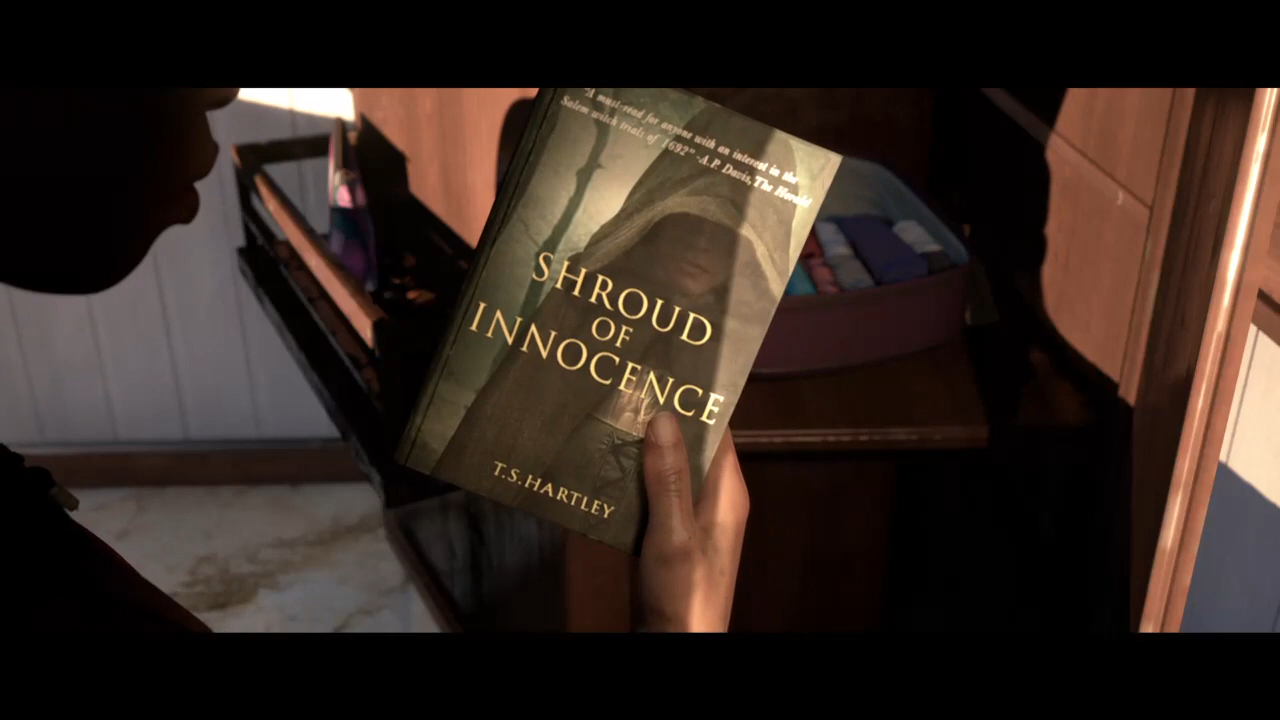 "A must-read for anyone with an interest in the
Salem witch trials of 1692" -A.P. Davis, The Herald
SHROUD
OF
INNOCENCE
T.S. HARTLEY